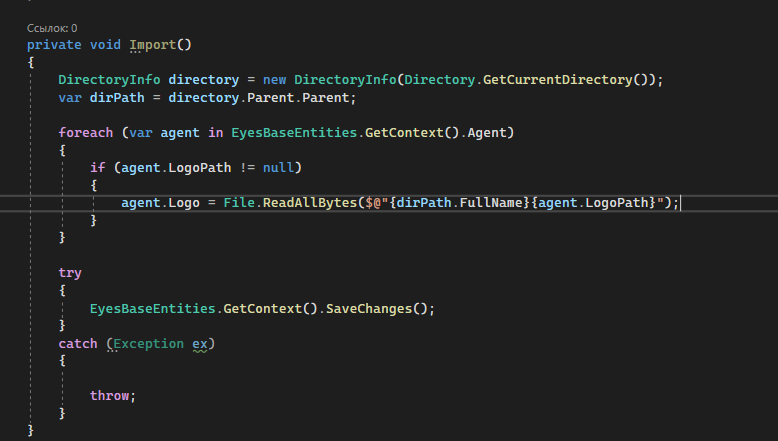 Ссылок: 0
private void Import()
{
DirectoryInfo directory = new DirectoryInfo(Directory.GetCurrentDirectory());
var dirPath = directory.Parent.Parent;
foreach (var agent in EyesBaseEntities.GetContext().Agent)
{
if (agent.LogoPath != null)
{
agent.Logo = File.ReadAllBytes($@"{dirPath.FullName}{agent.LogoPath}");
}
}
try
{
EyesBaseEntities.GetContext().SaveChanges();
}
catch (Exception ex)
{
throw;
}
}